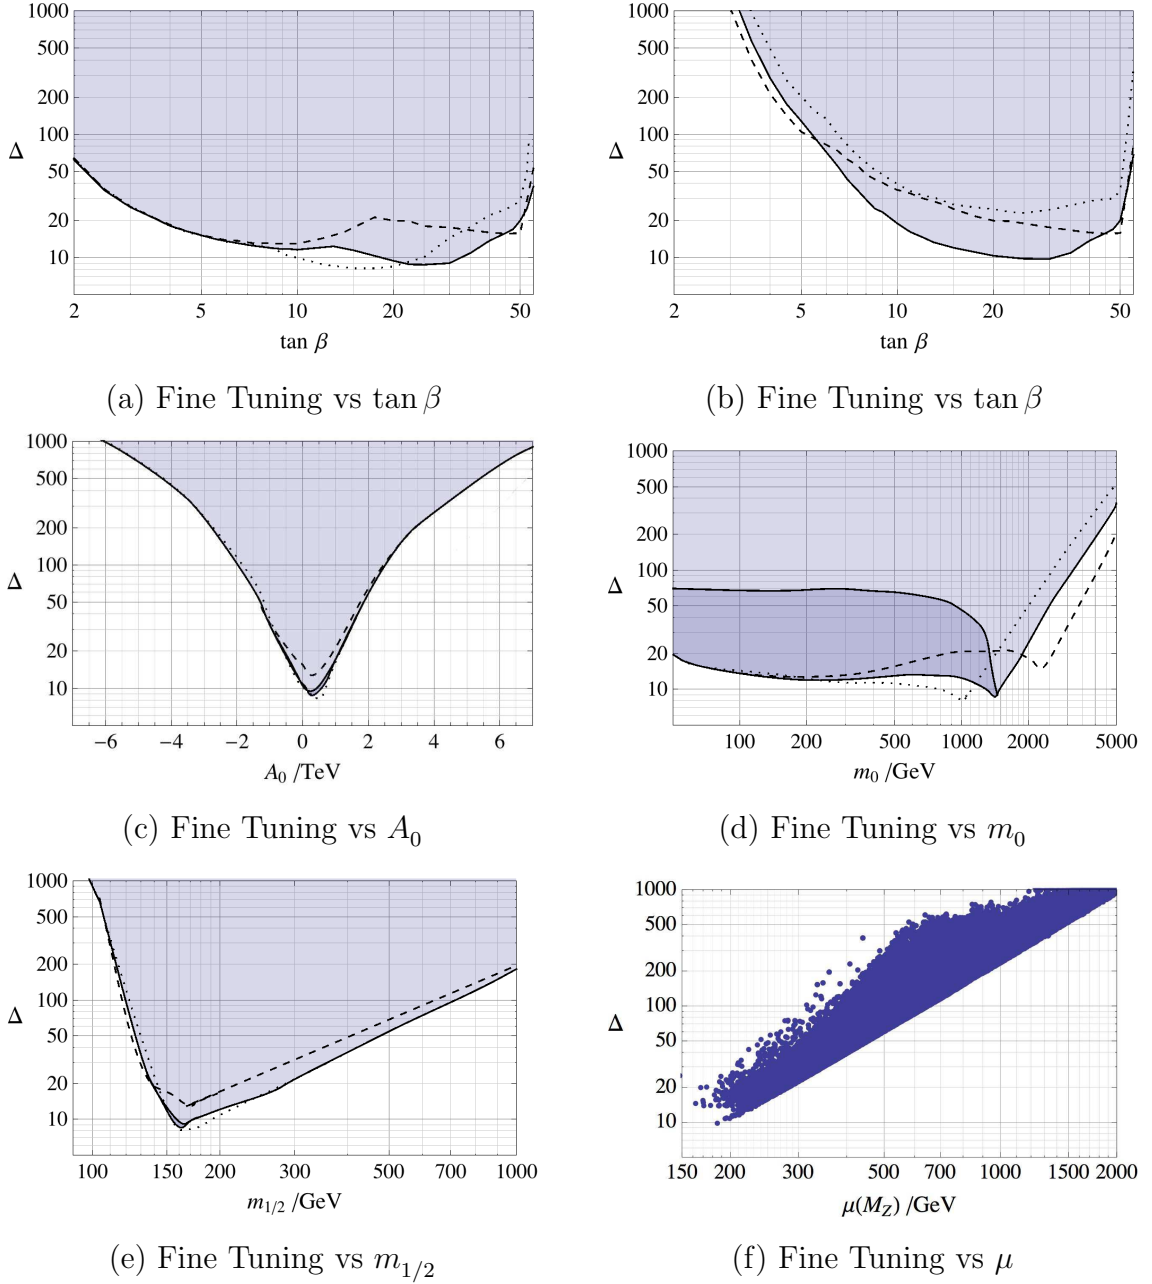 1000
500
200
100
50
20
10
Δ
2 5 10 20 50
tan β
(a) Fine Tuning vs tan β
1000
500
200
100
50
20
10
Δ
2 5 10 20 50
tan β
(b) Fine Tuning vs tan β
1000
500
200
100
50
20
10
Δ
−6 −4 −2 0 2 4 6
A₀ /TeV
(c) Fine Tuning vs A₀
1000
500
200
100
50
20
10
Δ
100 200 500 1000 2000 5000
m₀ /GeV
(d) Fine Tuning vs m₀
1000
500
200
100
50
20
10
Δ
100 150 200 300 500 700 1000
m₁/₂ /GeV
(e) Fine Tuning vs m₁/₂
1000
500
200
100
50
20
10
Δ
150 200 300 500 700 1000 1500 2000
μ(M_Z) /GeV
(f) Fine Tuning vs μ